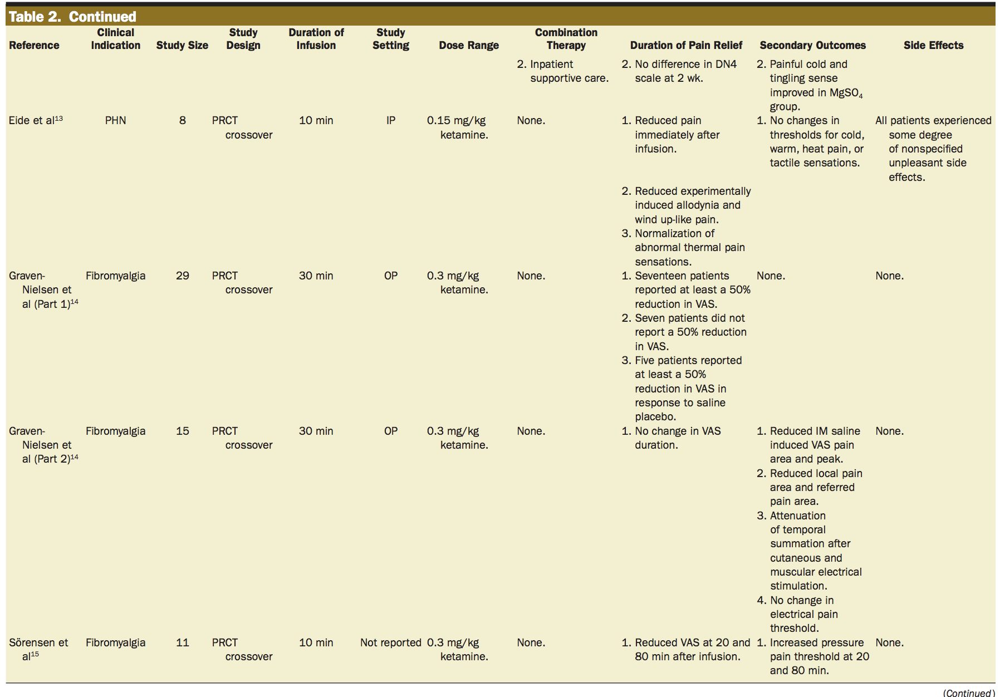 Table 2. Continued
Reference
Clinical
Indication
Study Size
Study
Design
Duration of
Infusion
Study
Setting
Dose Range
Combination
Therapy
Duration of Pain Relief
Secondary Outcomes
Side Effects
2. Inpatient
supportive care.
2. No difference in DN4
scale at 2 wk.
2. Painful cold and
tingling sense
improved in MgSO₄
group.
Eide et al¹³
PHN
8
PRCT
crossover
10 min
IP
0.15 mg/kg
ketamine.
None.
1. Reduced pain
immediately after
infusion.
2. Reduced experimentally
induced allodynia and
wind up-like pain.
3. Normalization of
abnormal thermal pain
sensations.
1. No changes in
thresholds for cold,
warm, heat pain, or
tactile sensations.
All patients experienced
some degree
of nonspecified
unpleasant side
effects.
Graven-
Nielsen et
al (Part 1)¹⁴
Fibromyalgia
29
PRCT
crossover
30 min
OP
0.3 mg/kg
ketamine.
None.
1. Seventeen patients
reported at least a 50%
reduction in VAS.
2. Seven patients did not
report a 50% reduction
in VAS.
3. Five patients reported
at least a 50%
reduction in VAS in
response to saline
placebo.
None.
None.
Graven-
Nielsen et
al (Part 2)¹⁴
Fibromyalgia
15
PRCT
crossover
30 min
OP
0.3 mg/kg
ketamine.
None.
1. No change in VAS
duration.
1. Reduced IM saline
induced VAS pain
area and peak.
2. Reduced local pain
area and referred
pain area.
3. Attenuation
of temporal
summation after
cutaneous and
muscular electrical
stimulation.
4. No change in
electrical pain
threshold.
None.
Sörensen et
al¹⁵
Fibromyalgia
11
PRCT
crossover
10 min
Not reported
0.3 mg/kg
ketamine.
None.
1. Reduced VAS at 20 and
80 min after infusion.
1. Increased pressure
pain threshold at 20
and 80 min.
None.
(Continued)